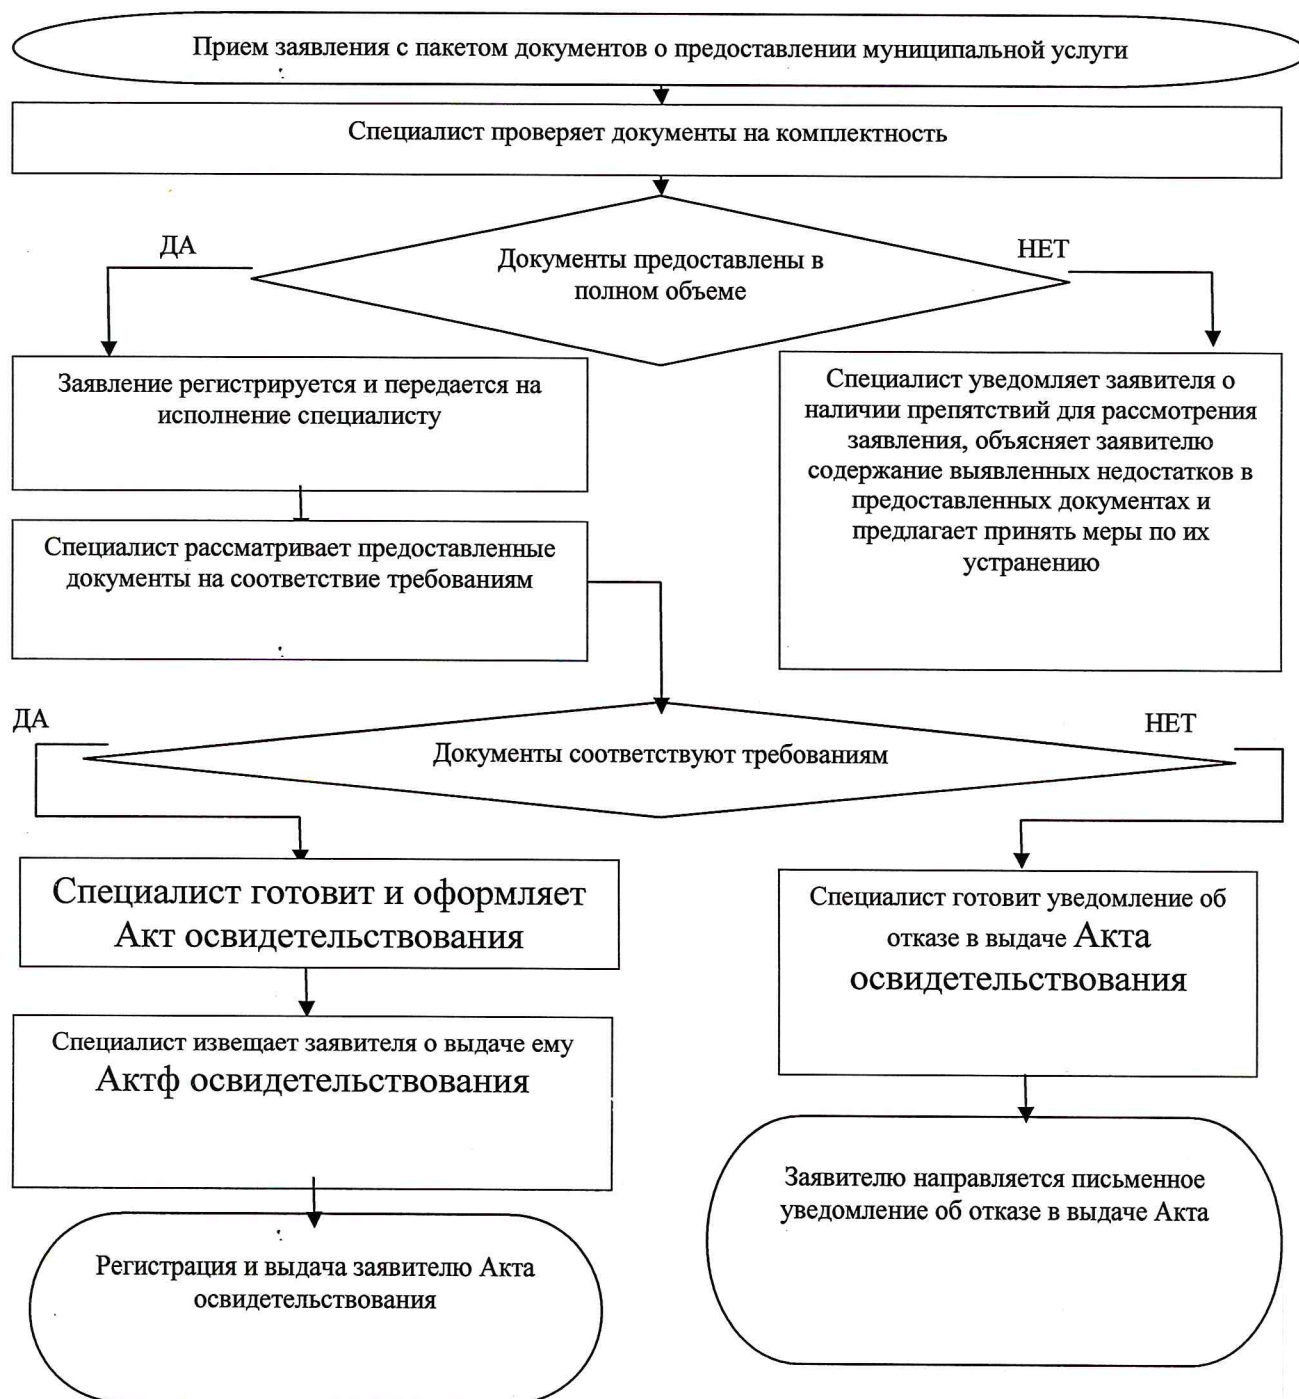 Прием заявления с пакетом документов о предоставлении муниципальной услуги
Специалист проверяет документы на комплектность
ДА
НЕТ
Документы предоставлены в
полном объеме
Заявление регистрируется и передается на
исполнение специалисту
Специалист уведомляет заявителя о
наличии препятствий для рассмотрения
заявления, объясняет заявителю
содержание выявленных недостатков в
предоставленных документах и
предлагает принять меры по их
устранению
Специалист рассматривает предоставленные
документы на соответствие требованиям
ДА
НЕТ
Документы соответствуют требованиям
Специалист готовит и оформляет
Акт освидетельствования
Специалист готовит уведомление об
отказе в выдаче Акта
освидетельствования
Специалист извещает заявителя о выдаче ему
Актф освидетельствования
Заявителю направляется письменное
уведомление об отказе в выдаче Акта
Регистрация и выдача заявителю Акта
освидетельствования